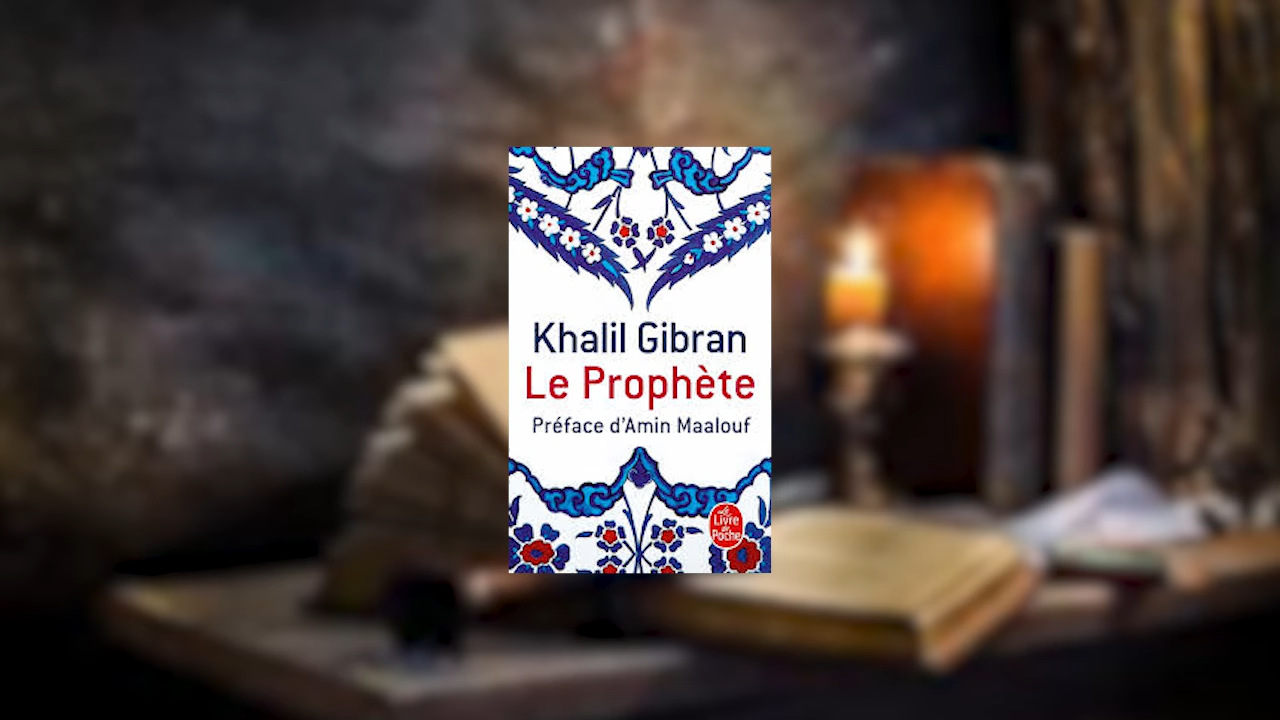 Khalil Gibran
Le Prophète
Préface d'Amin Maalouf
Le
Livre
de
Poche